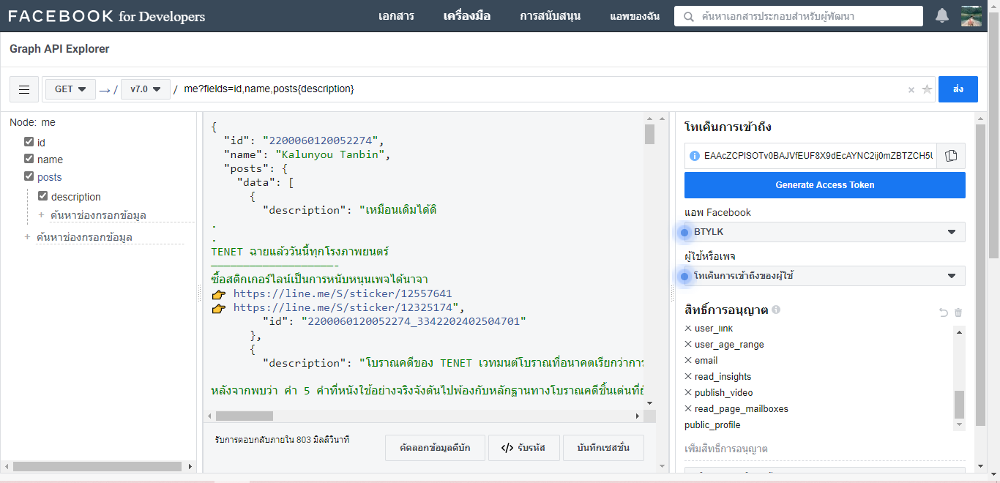 FACEBOOK for Developers
เอกสาร
เครื่องมือ
การสนับสนุน
แอพของฉัน
ค้นหาเอกสารประกอบสำหรับผู้พัฒนา
Graph API Explorer
GET → / v7.0 / me?fields=id,name,posts{description}
ส่ง
Node: me
id
name
posts
description
+ ค้นหาช่องกรอกข้อมูล
+ ค้นหาช่องกรอกข้อมูล
{
"id": "2200060120052274",
"name": "Kalunyou Tanbin",
"posts": {
"data": [
{
"description": "เหมือนเดิมได้ดิ
.
.
TENET ฉายแล้ววันนี้ทุกโรงภาพยนตร์
ซื้อสติกเกอร์ไลน์เป็นการหนับหนุนเพจได้นาจา
👉 https://line.me/S/sticker/12557641
👉 https://line.me/S/sticker/12325174",
"id": "2200060120052274_3342202402504701"
},
{
"description": "โบราณคดีของ TENET เวทมนต์โบราณที่อนาคตเรียกว่าการ
หลังจากพบว่า คำ 5 คำที่หนังใช้อย่างจริงจังดันไปพ้องกับหลักฐานทางโบราณคดีชิ้นเด่นที่
รับการตอบกลับภายใน 803 มิลลิวินาที
คัดลอกข้อมูลดีบัก
</> รับรหัส
บันทึกเซสชั่น
โทเค็นการเข้าถึง
EAAcZCPISOTv0BAJVfEUF8X9dEcAYNC2ij0mZBTZCH5U
Generate Access Token
แอพ Facebook
BTYLK
ผู้ใช้หรือเพจ
โทเค็นการเข้าถึงของผู้ใช้
สิทธิ์การอนุญาต
× user_link
× user_age_range
× email
× read_insights
× publish_video
× read_page_mailboxes
public_profile
เพิ่มสิทธิ์การอนุญาต